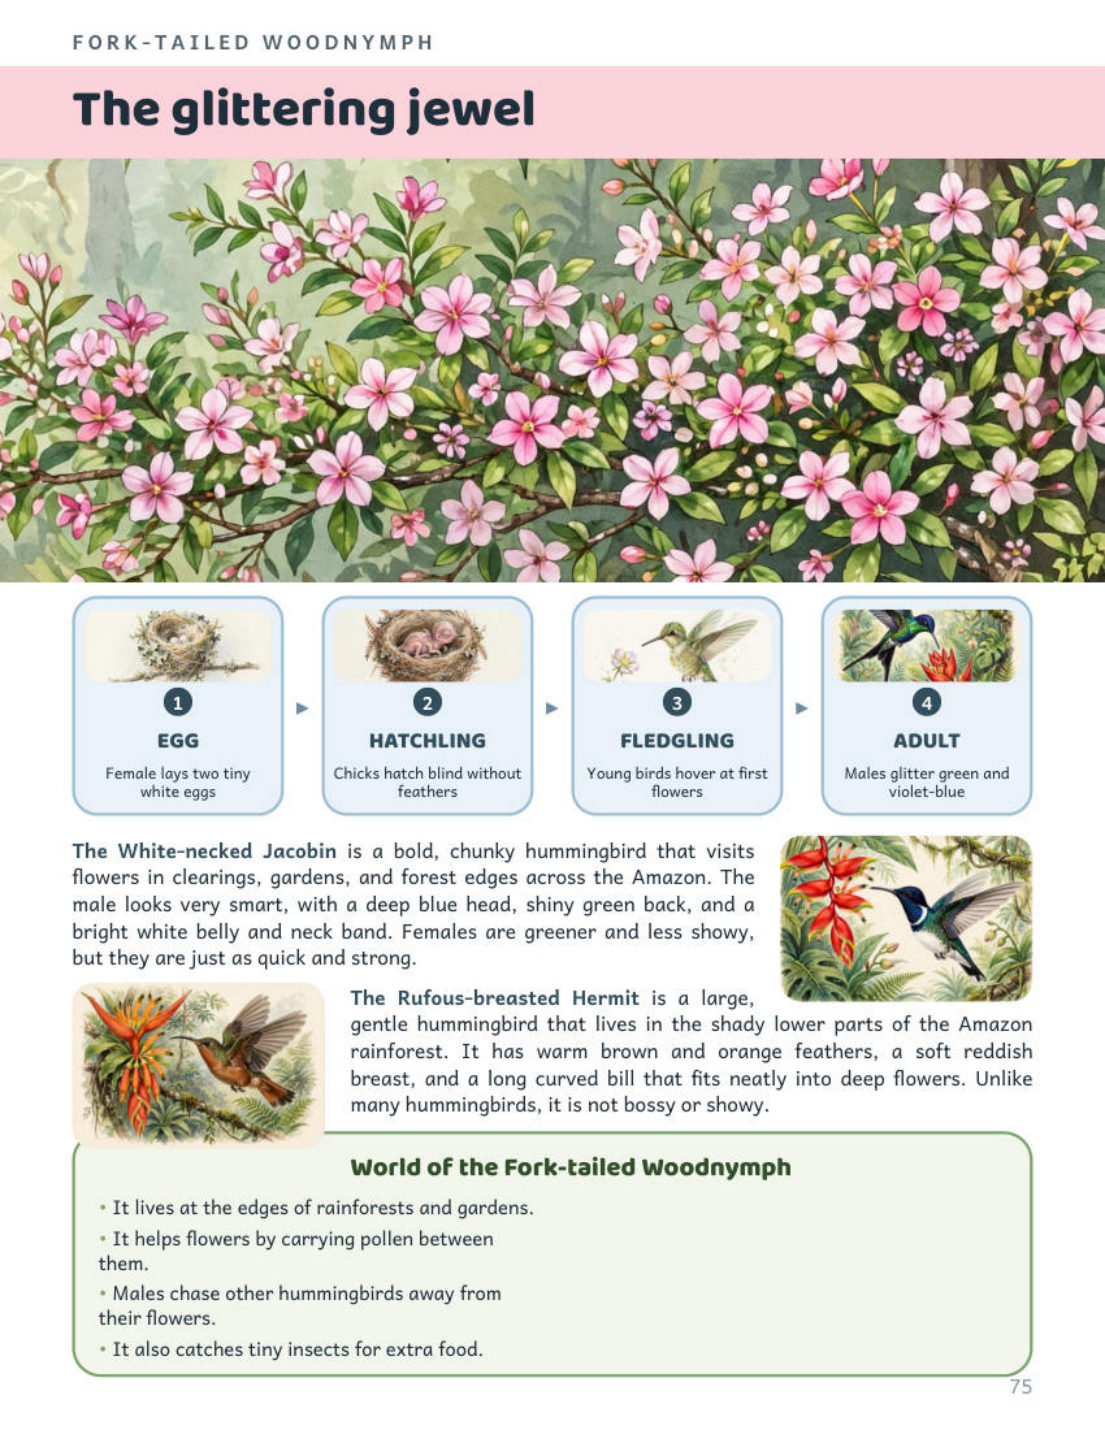 FORK-TAILED WOODNYMPH
The glittering jewel
1
EGG
Female lays two tiny
white eggs
▶
2
HATCHLING
Chicks hatch blind without
feathers
▶
3
FLEDGLING
Young birds hover at first
flowers
▶
4
ADULT
Males glitter green and
violet-blue
The White-necked Jacobin is a bold, chunky hummingbird that visits
flowers in clearings, gardens, and forest edges across the Amazon. The
male looks very smart, with a deep blue head, shiny green back, and a
bright white belly and neck band. Females are greener and less showy,
but they are just as quick and strong.
The Rufous-breasted Hermit is a large,
gentle hummingbird that lives in the shady lower parts of the Amazon
rainforest. It has warm brown and orange feathers, a soft reddish
breast, and a long curved bill that fits neatly into deep flowers. Unlike
many hummingbirds, it is not bossy or showy.
World of the Fork-tailed Woodnymph
• It lives at the edges of rainforests and gardens.
• It helps flowers by carrying pollen between
them.
• Males chase other hummingbirds away from
their flowers.
• It also catches tiny insects for extra food.
75